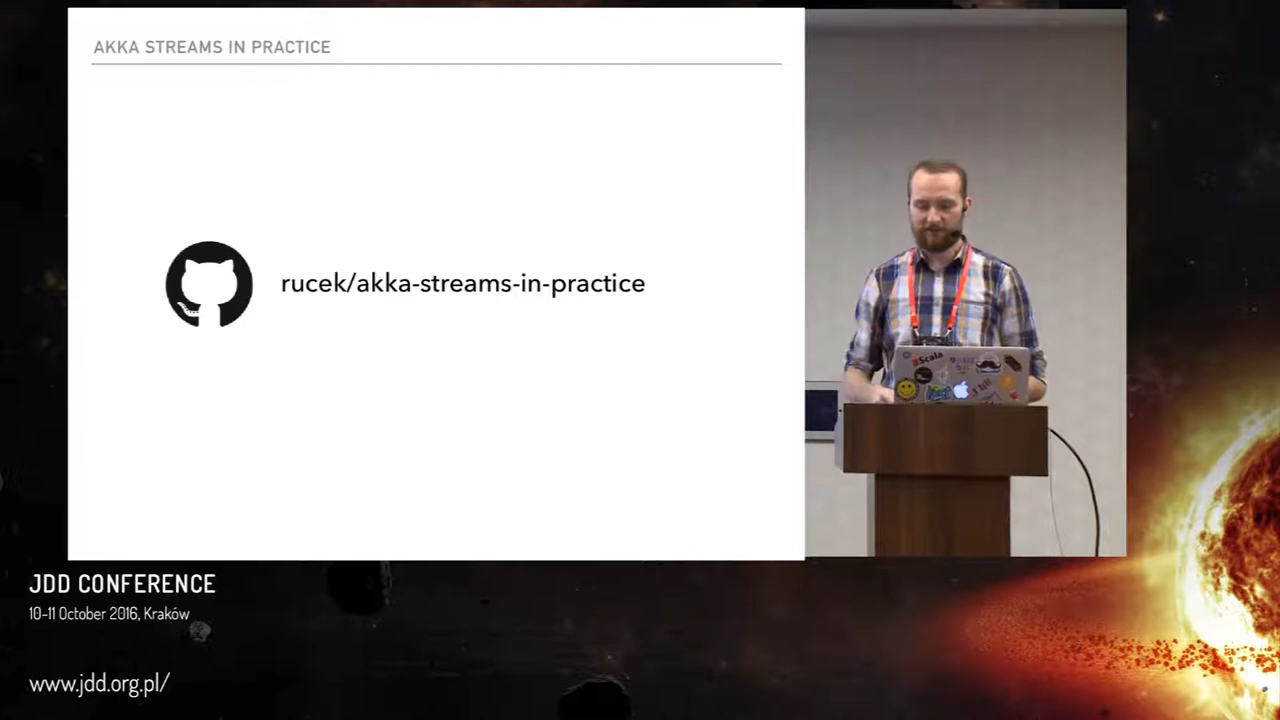 AKKA STREAMS IN PRACTICE
rucek/akka-streams-in-practice
Scala
JDD CONFERENCE
10-11 October 2016, Kraków
www.jdd.org.pl/